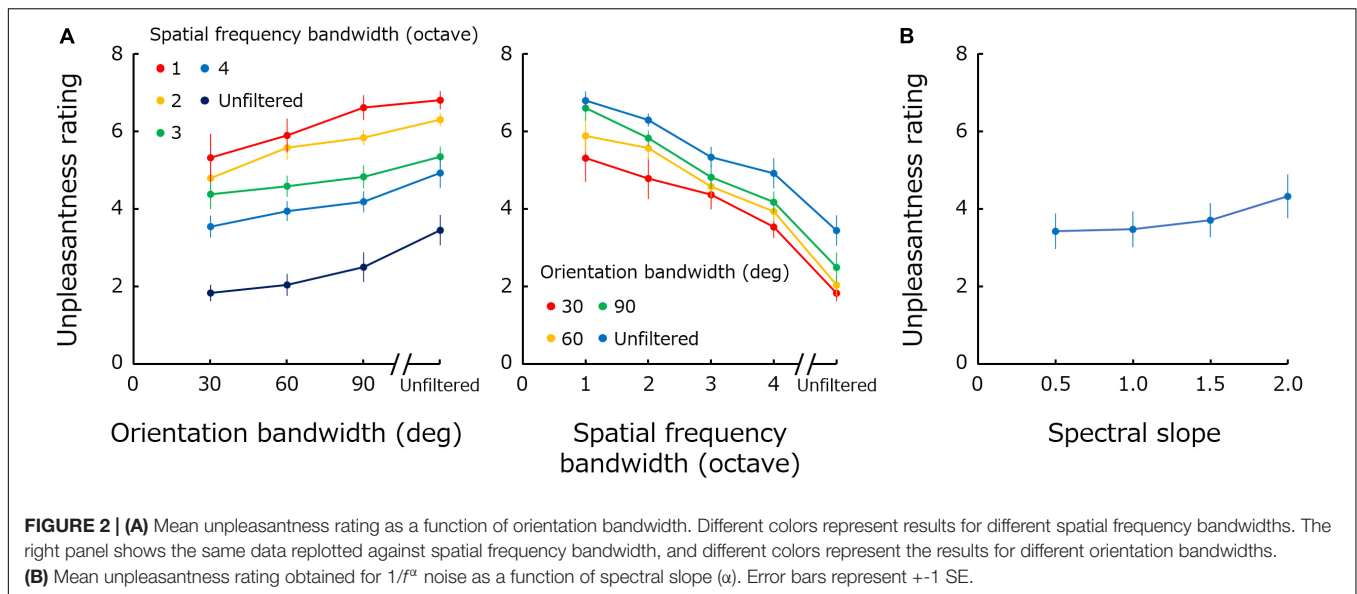 A
Spatial frequency bandwidth (octave)
1
4
2
Unfiltered
3
Unpleasantness rating
8
6
4
2
0
0
30
60
90
Unfiltered
Orientation bandwidth (deg)
8
6
4
2
0
Orientation bandwidth (deg)
30
90
60
Unfiltered
0
1
2
3
4
Unfiltered
Spatial frequency
bandwidth (octave)
B
Unpleasantness rating
8
6
4
2
0
0
0.5
1.0
1.5
2.0
Spectral slope
FIGURE 2 | (A) Mean unpleasantness rating as a function of orientation bandwidth. Different colors represent results for different spatial frequency bandwidths. The
right panel shows the same data replotted against spatial frequency bandwidth, and different colors represent the results for different orientation bandwidths.
(B) Mean unpleasantness rating obtained for 1/f^α noise as a function of spectral slope (α). Error bars represent +-1 SE.